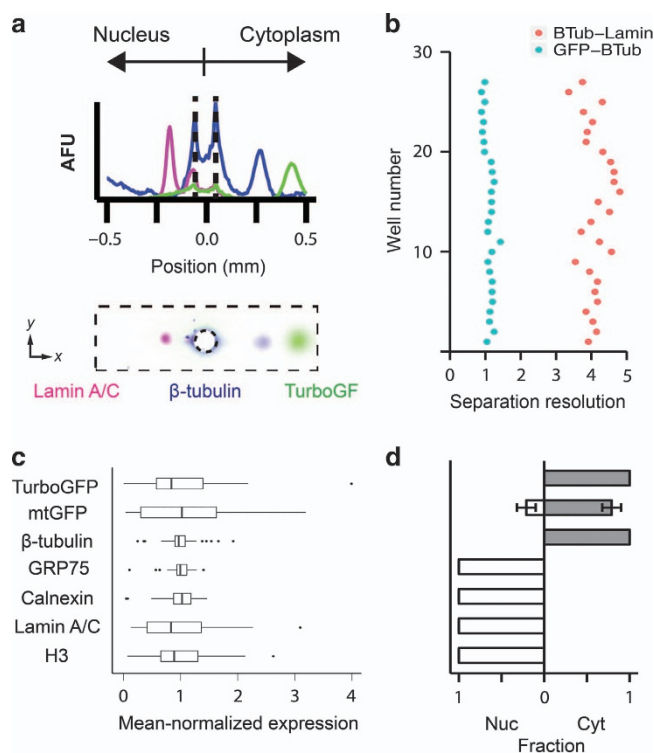 a
Nucleus Cytoplasm
AFU
−0.5 0.0 0.5
Position (mm)
y
x
Lamin A/C β-tubulin TurboGF
b
BTub–Lamin
GFP–BTub
30
20
10
Well number
0 1 2 3 4 5
Separation resolution
c
TurboGFP
mtGFP
β-tubulin
GRP75
Calnexin
Lamin A/C
H3
0 1 2 3 4
Mean-normalized expression
d
1 0 1
Nuc Cyt
Fraction